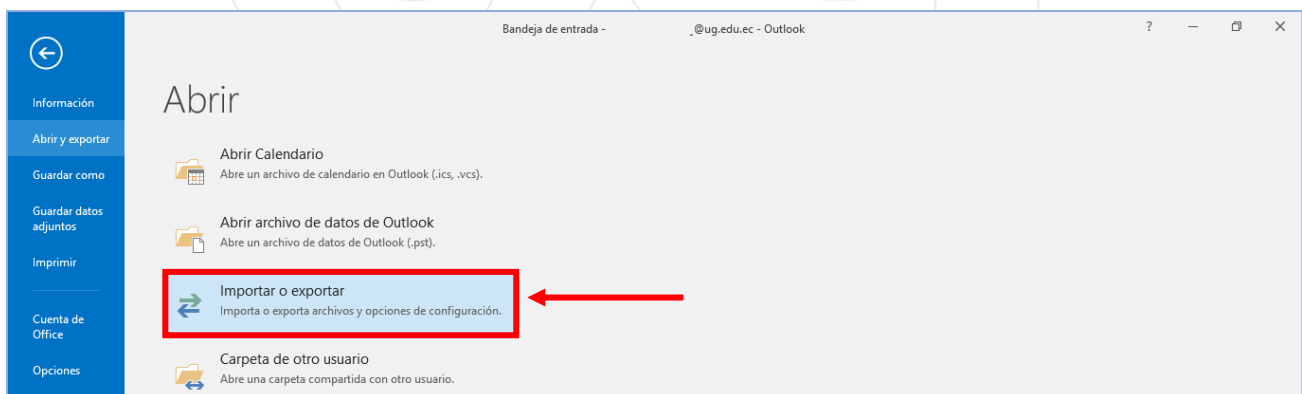 Bandeja de entrada - @ug.edu.ec - Outlook
?
Información
Abrir y exportar
Guardar como
Guardar datos
adjuntos
Imprimir
Cuenta de
Office
Opciones
Abrir
Abrir Calendario
Abre un archivo de calendario en Outlook (.ics, .vcs).
Abrir archivo de datos de Outlook
Abre un archivo de datos de Outlook (.pst).
Importar o exportar
Importa o exporta archivos y opciones de configuración.
Carpeta de otro usuario
Abre una carpeta compartida con otro usuario.